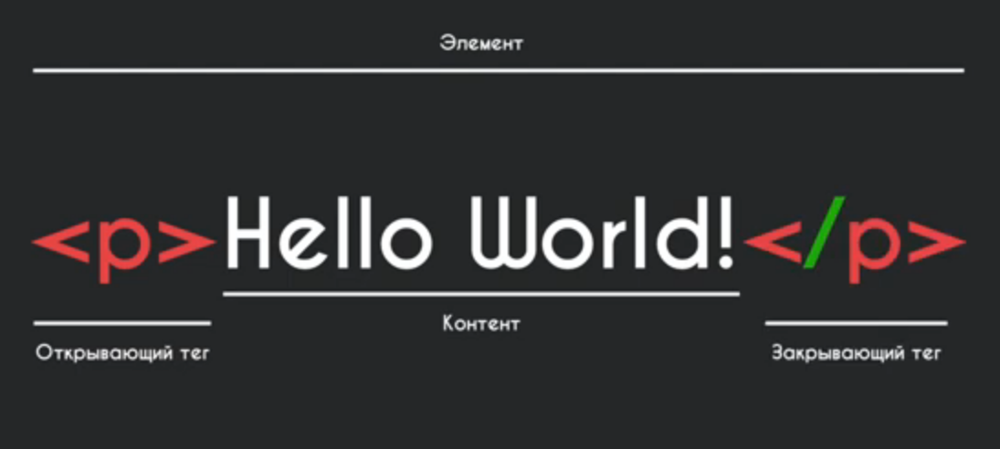 Элемент
<p>Hello World!</p>
Контент
Открывающий тег
Закрывающий тег